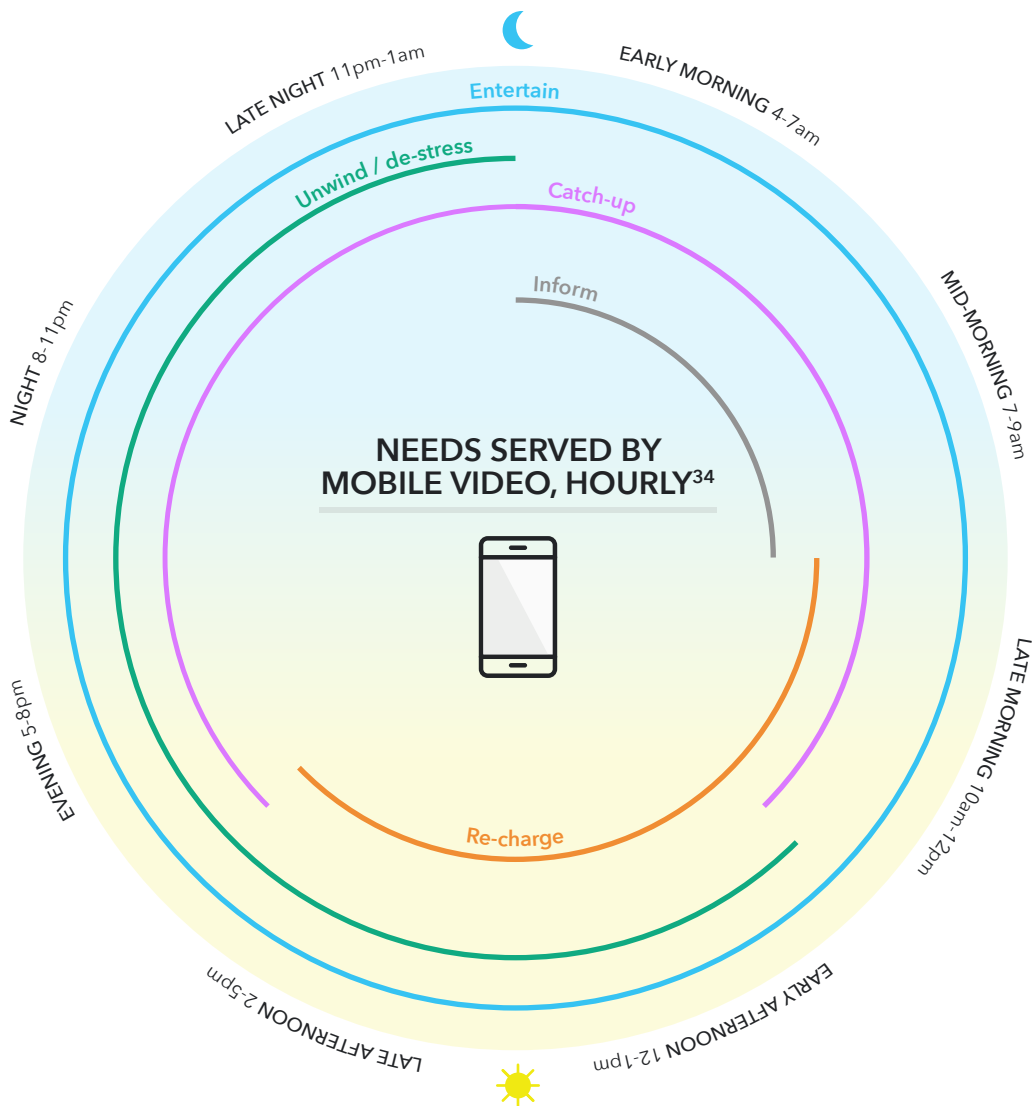 EARLY MORNING 4-7am
MID-MORNING 7-9am
LATE MORNING 10am-12pm
EARLY AFTERNOON 12-1pm
LATE AFTERNOON 2-5pm
EVENING 5-8pm
NIGHT 8-11pm
LATE NIGHT 11pm-1am
Entertain
Unwind / de-stress
Catch-up
Inform
NEEDS SERVED BY
MOBILE VIDEO, HOURLY34
Re-charge